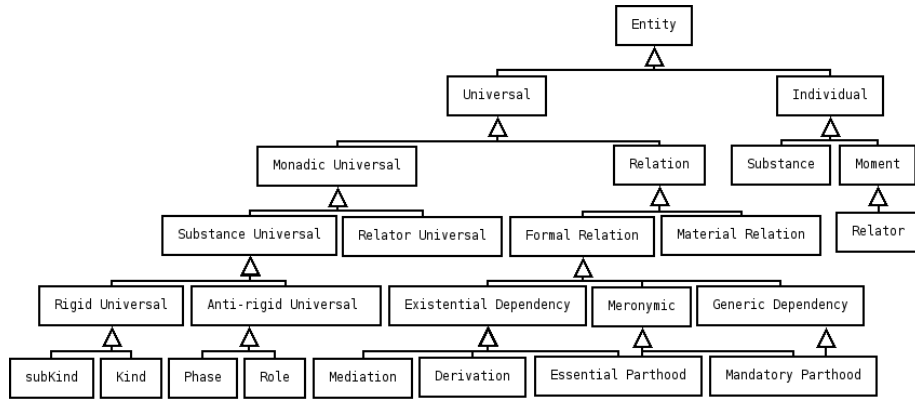 Entity
Universal
Individual
Monadic Universal
Relation
Substance
Moment
Substance Universal
Relator Universal
Formal Relation
Material Relation
Relator
Rigid Universal
Anti-rigid Universal
Existential Dependency
Meronymic
Generic Dependency
subKind
Kind
Phase
Role
Mediation
Derivation
Essential Parthood
Mandatory Parthood